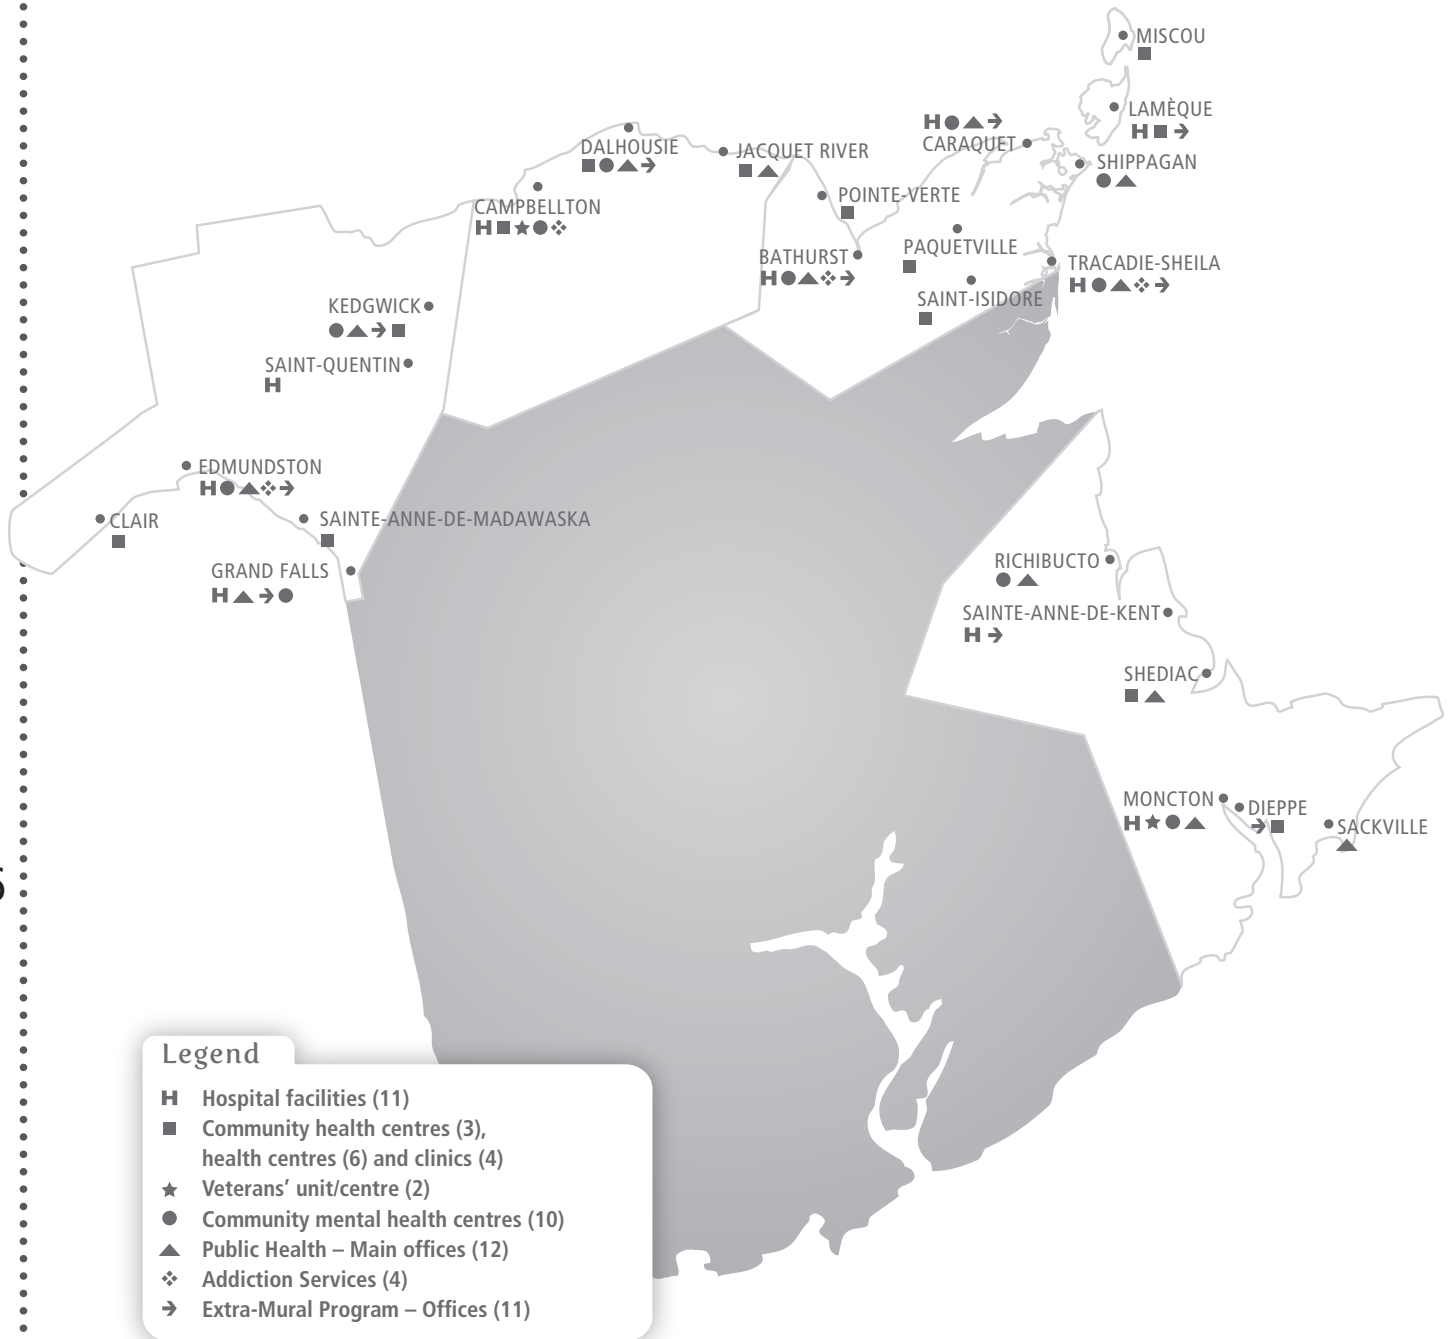 MISCOU
LAMÈQUE
H
H
CARAQUET
SHIPPAGAN
DALHOUSIE
JACQUET RIVER
POINTE-VERTE
CAMPBELLTON
H
PAQUETVILLE
BATHURST
H
TRACADIE-SHEILA
H
SAINT-ISIDORE
KEDGWICK
SAINT-QUENTIN
H
EDMUNDSTON
H
CLAIR
SAINTE-ANNE-DE-MADAWASKA
GRAND FALLS
H
RICHIBUCTO
SAINTE-ANNE-DE-KENT
H
SHEDIAC
MONCTON
H
DIEPPE
SACKVILLE
Legend
H Hospital facilities (11)
Community health centres (3),
health centres (6) and clinics (4)
Veterans' unit/centre (2)
Community mental health centres (10)
Public Health – Main offices (12)
Addiction Services (4)
Extra-Mural Program – Offices (11)